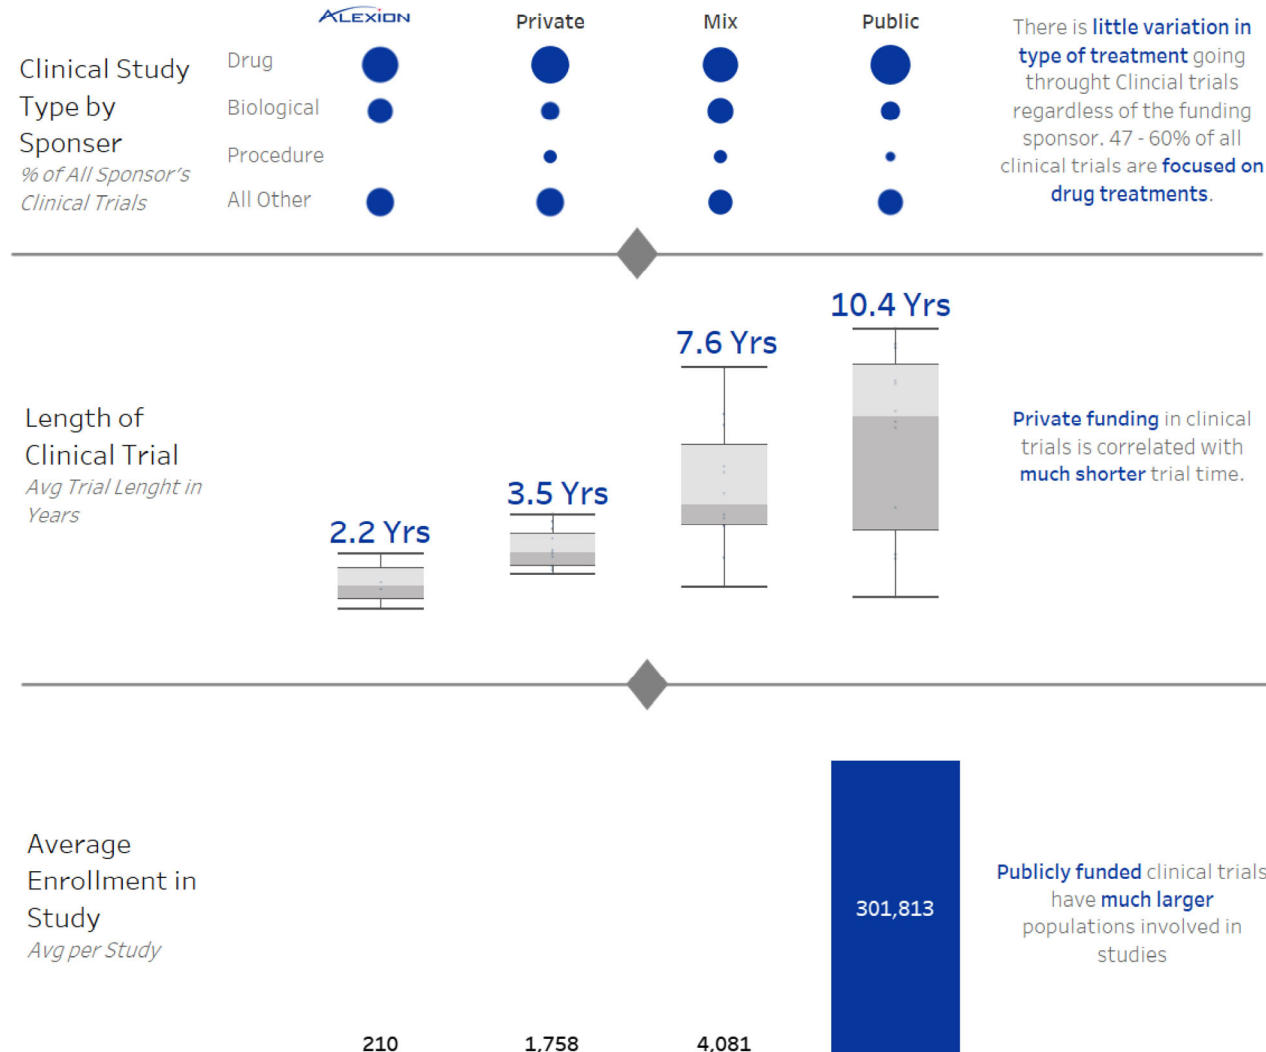 ALEXION
Private
Mix
Public
Clinical Study
Type by
Sponser
% of All Sponsor's
Clinical Trials
Drug
Biological
Procedure
All Other
There is little variation in
type of treatment going
throught Clincial trials
regardless of the funding
sponsor. 47 - 60% of all
clinical trials are focused on
drug treatments.
Length of
Clinical Trial
Avg Trial Lenght in
Years
2.2 Yrs
3.5 Yrs
7.6 Yrs
10.4 Yrs
Private funding in clinical
trials is correlated with
much shorter trial time.
Average
Enrollment in
Study
Avg per Study
210
1,758
4,081
301,813
Publicly funded clinical trials
have much larger
populations involved in
studies